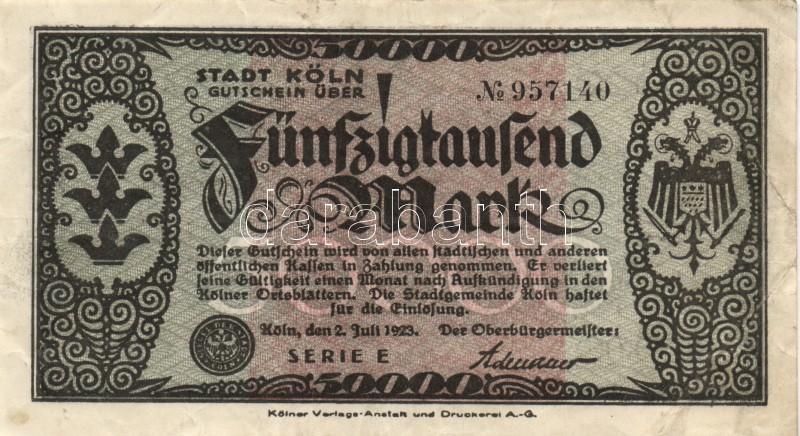 50000
STADT KÖLN
GUTSCHEIN ÜBER
№ 957140
Fünfzigtausend
Mark
darabanth
Dieser Gutschein wird von allen städtischen und anderen
öffentlichen Kassen in Zahlung genommen. Er verliert
seine Gültigkeit einen Monat nach Aufkündigung in den
Kölner Ortsblättern. Die Stadtgemeinde Köln haftet
für die Einlösung.
Köln, den 2. Juli 1923. Der Oberbürgermeister:
SERIE E
Adenauer
50000
Kölner Verlags-Anstalt und Druckerei A.-G.